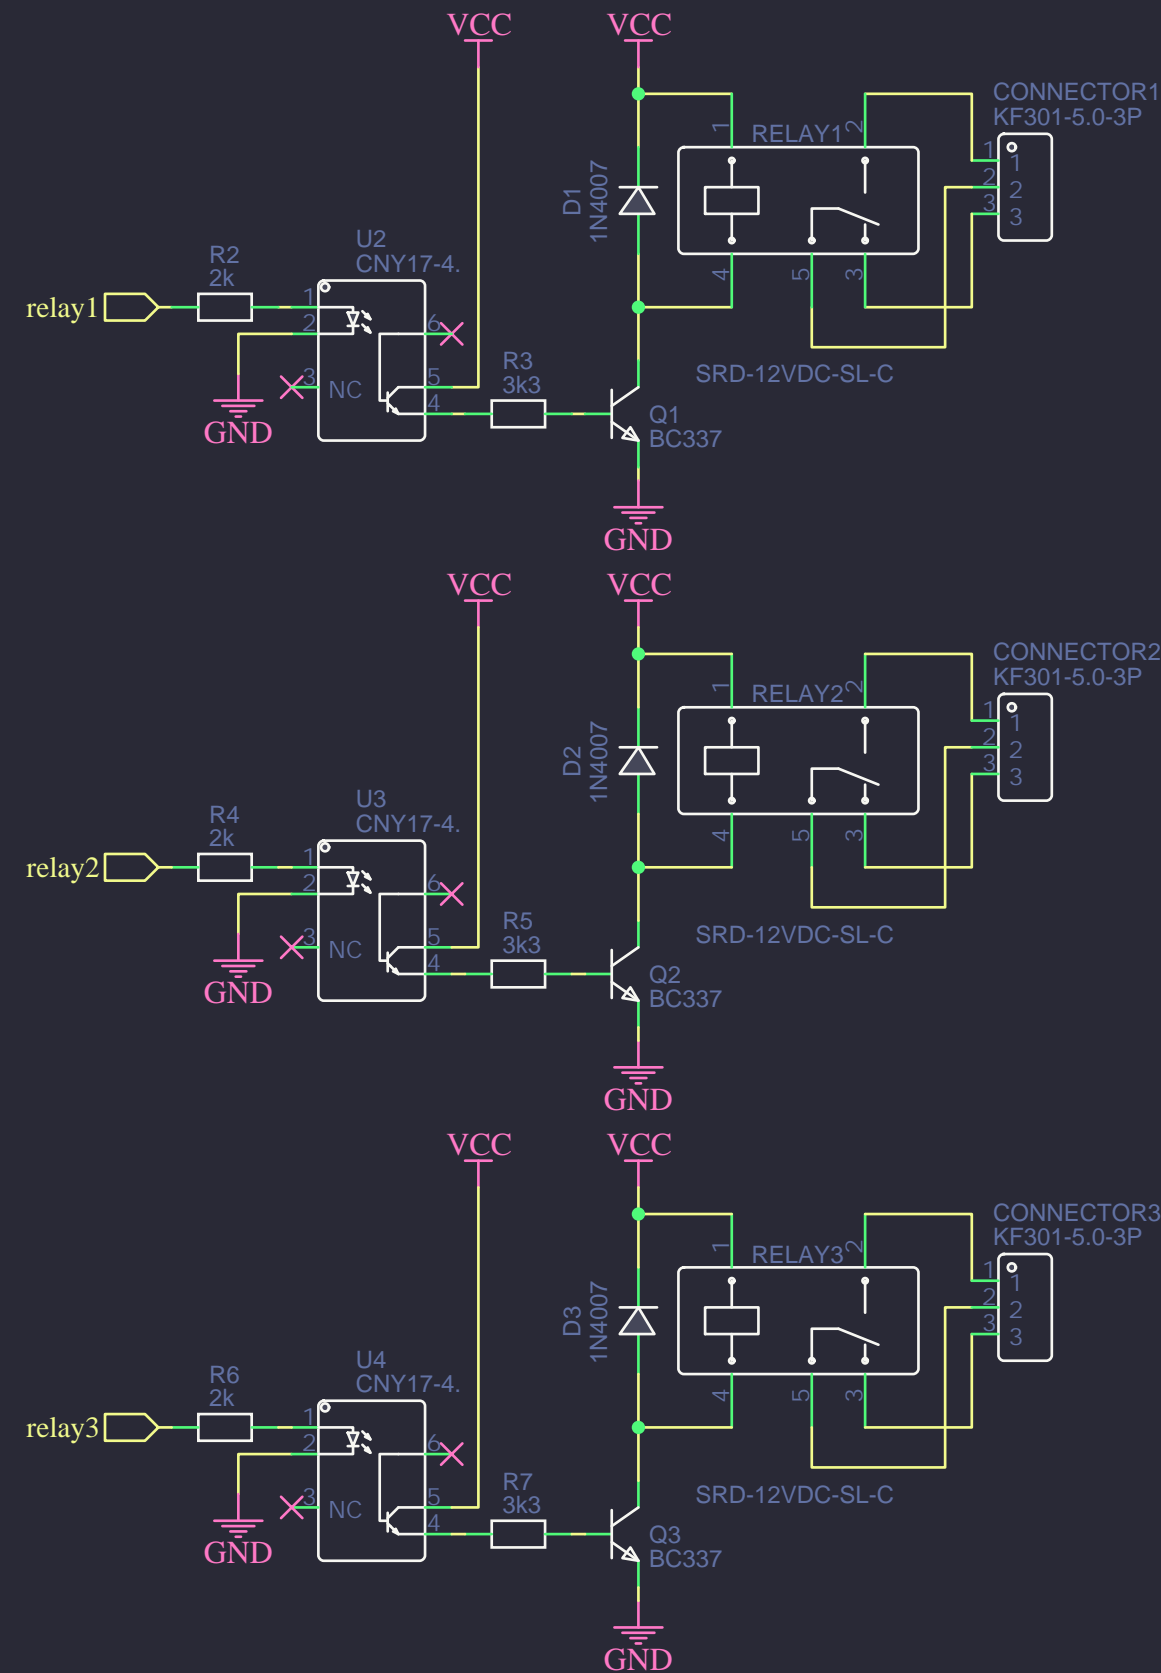 VCC
VCC
CONNECTOR1
KF301-5.0-3P
1
RELAY1
2
1
1
2
2
3
3
D1
1N4007
U2
CNY17-4.
R2
2k
4
5
3
relay1
1
2
6
3
NC
5
4
R3
3k3
SRD-12VDC-SL-C
Q1
BC337
GND
GND
VCC
VCC
CONNECTOR2
KF301-5.0-3P
1
RELAY2
2
1
1
2
2
3
3
D2
1N4007
U3
CNY17-4.
R4
2k
4
5
3
relay2
1
2
6
3
NC
5
4
R5
3k3
SRD-12VDC-SL-C
Q2
BC337
GND
GND
VCC
VCC
CONNECTOR3
KF301-5.0-3P
1
RELAY3
2
1
1
2
2
3
3
D3
1N4007
U4
CNY17-4.
R6
2k
4
5
3
relay3
1
2
6
3
NC
5
4
R7
3k3
SRD-12VDC-SL-C
Q3
BC337
GND
GND